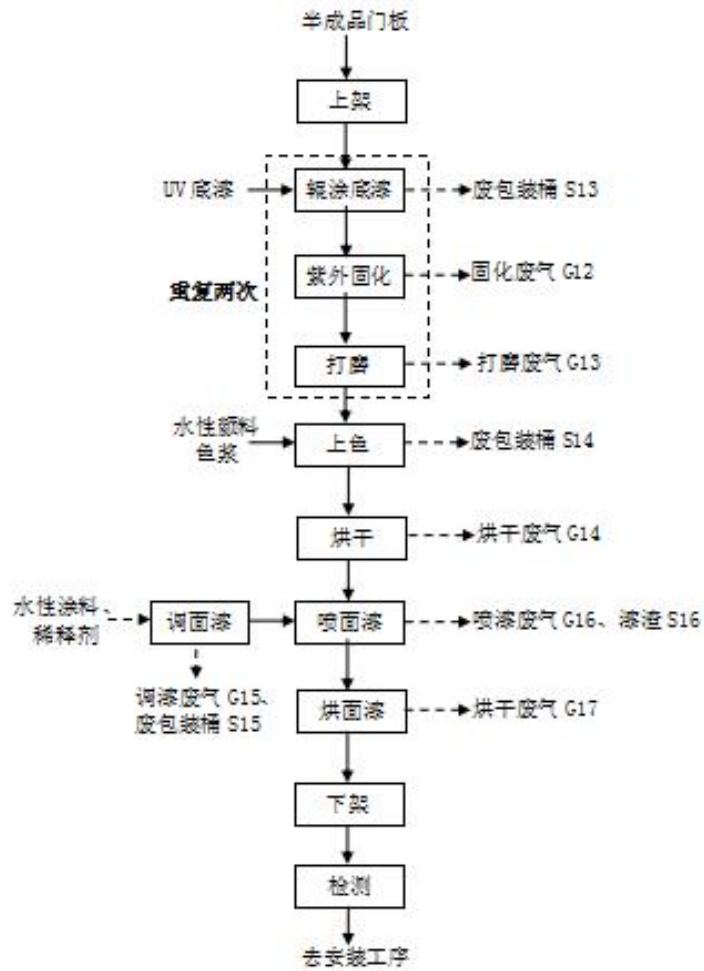 半成品门板
上架
UV 底漆
辊涂底漆
废包装桶 S13
紫外固化
固化废气 G12
重复两次
打磨
打磨废气 G13
水性颜料
色浆
上色
废包装桶 S14
烘干
烘干废气 G14
水性涂料、
稀释剂
调面漆
喷面漆
喷漆废气 G16、漆渣 S16
调漆废气 G15、
废包装桶 S15
烘面漆
烘干废气 G17
下架
检测
去安装工序